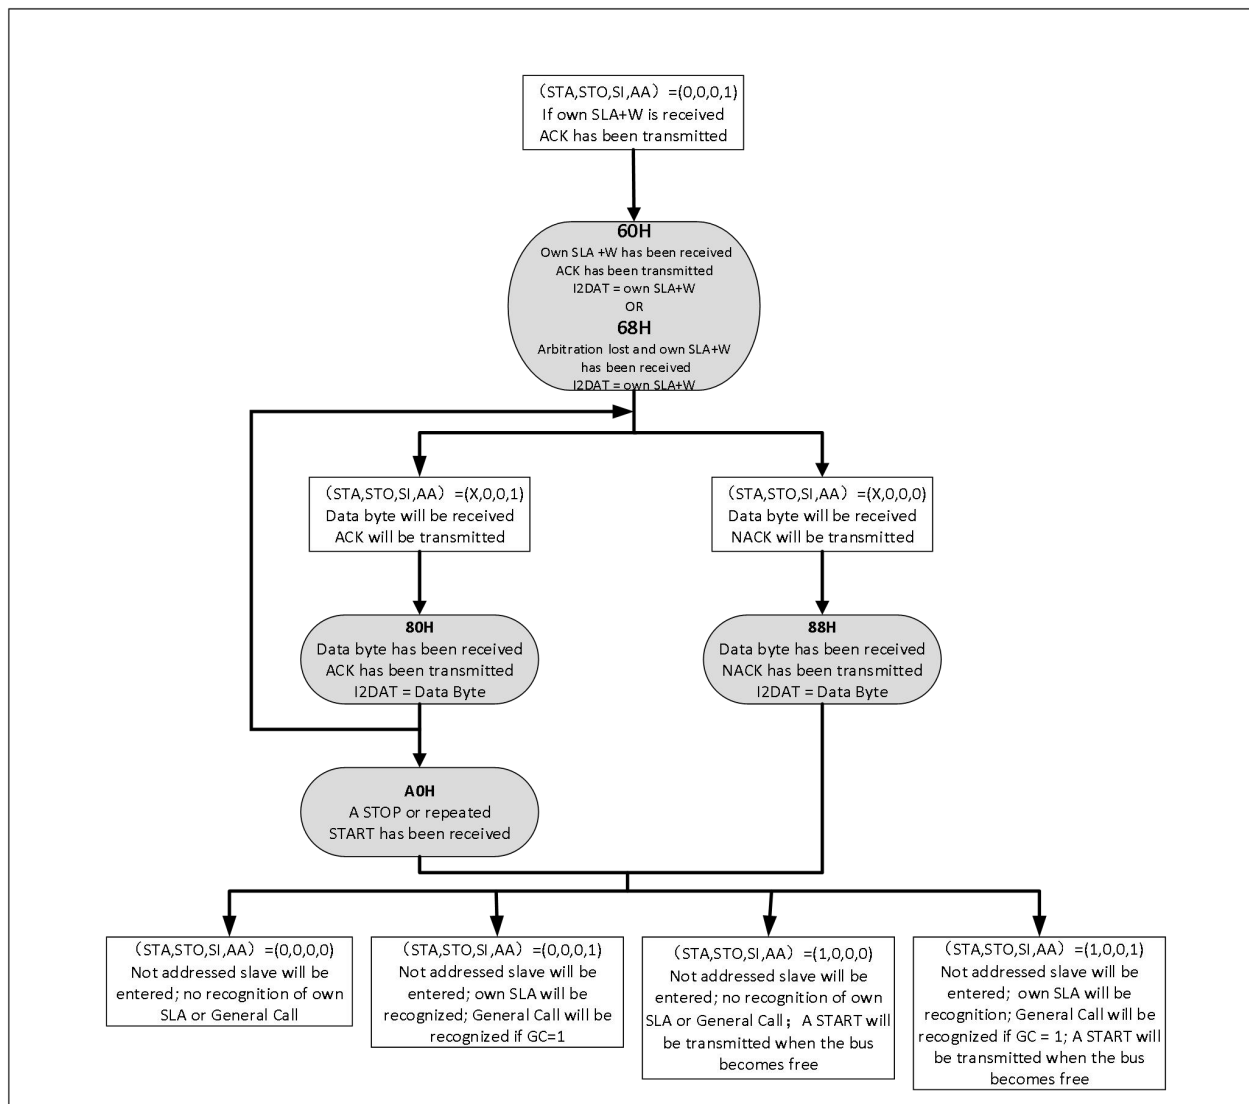 （STA,STO,SI,AA）=(0,0,0,1)
If own SLA+W is received
ACK has been transmitted
60H
Own SLA +W has been received
ACK has been transmitted
I2DAT = own SLA+W
OR
68H
Arbitration lost and own SLA+W
has been received
I2DAT = own SLA+W
（STA,STO,SI,AA）=(X,0,0,1)
Data byte will be received
ACK will be transmitted
（STA,STO,SI,AA）=(X,0,0,0)
Data byte will be received
NACK will be transmitted
80H
Data byte has been received
ACK has been transmitted
I2DAT = Data Byte
88H
Data byte has been received
NACK has been transmitted
I2DAT = Data Byte
A0H
A STOP or repeated
START has been received
（STA,STO,SI,AA）=(0,0,0,0)
Not addressed slave will be
entered; no recognition of own
SLA or General Call
（STA,STO,SI,AA）=(0,0,0,1)
Not addressed slave will be
entered; own SLA will be
recognized; General Call will be
recognized if GC=1
（STA,STO,SI,AA）=(1,0,0,0)
Not addressed slave will be
entered; no recognition of own
SLA or General Call；A START will
be transmitted when the bus
becomes free
（STA,STO,SI,AA）=(1,0,0,1)
Not addressed slave will be
entered; own SLA will be
recognition; General Call will be
recognized if GC = 1; A START will
be transmitted when the bus
becomes free